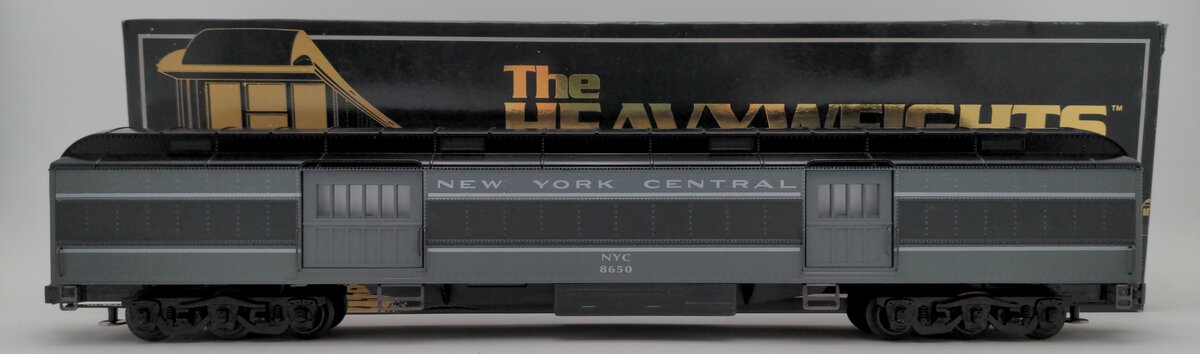 The
HEAVYWEIGHTS™
NEW YORK CENTRAL
NYC
8650